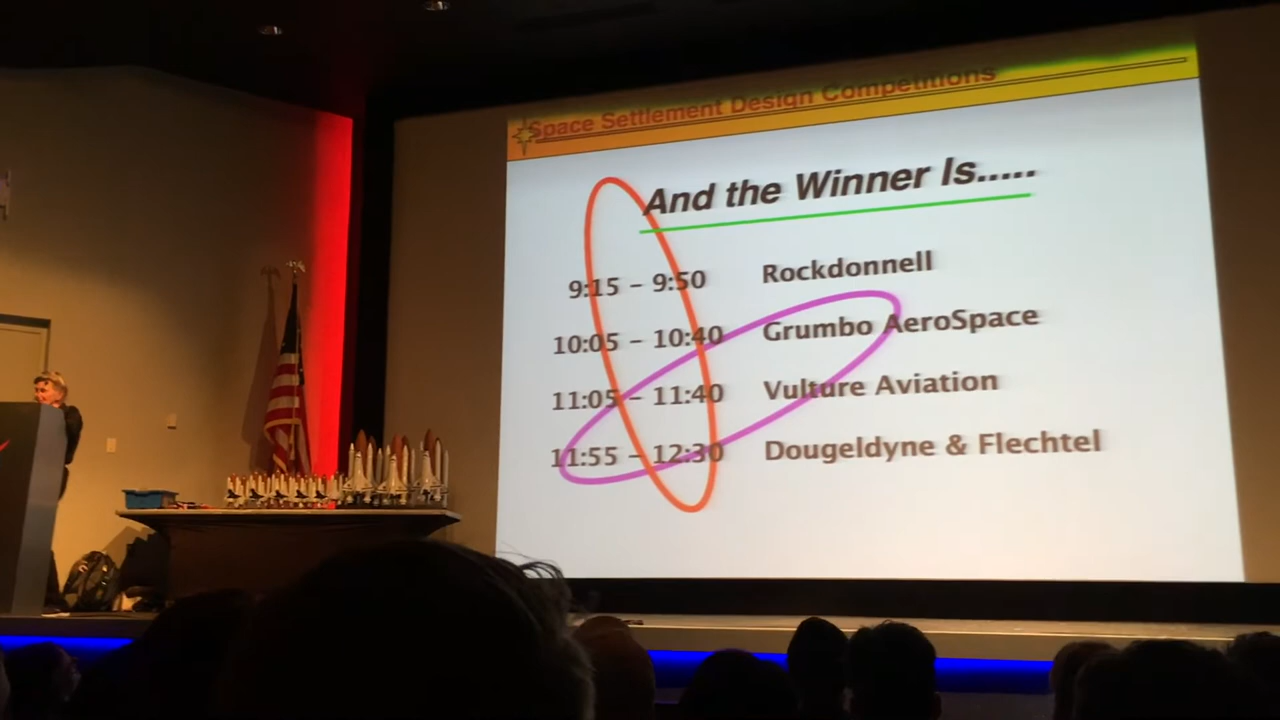 Space Settlement Design Competitions
And the Winner Is.....
9:15 – 9:50 Rockdonnell
10:05 – 10:40 Grumbo AeroSpace
11:05 – 11:40 Vulture Aviation
11:55 – 12:30 Dougeldyne & Flechtel